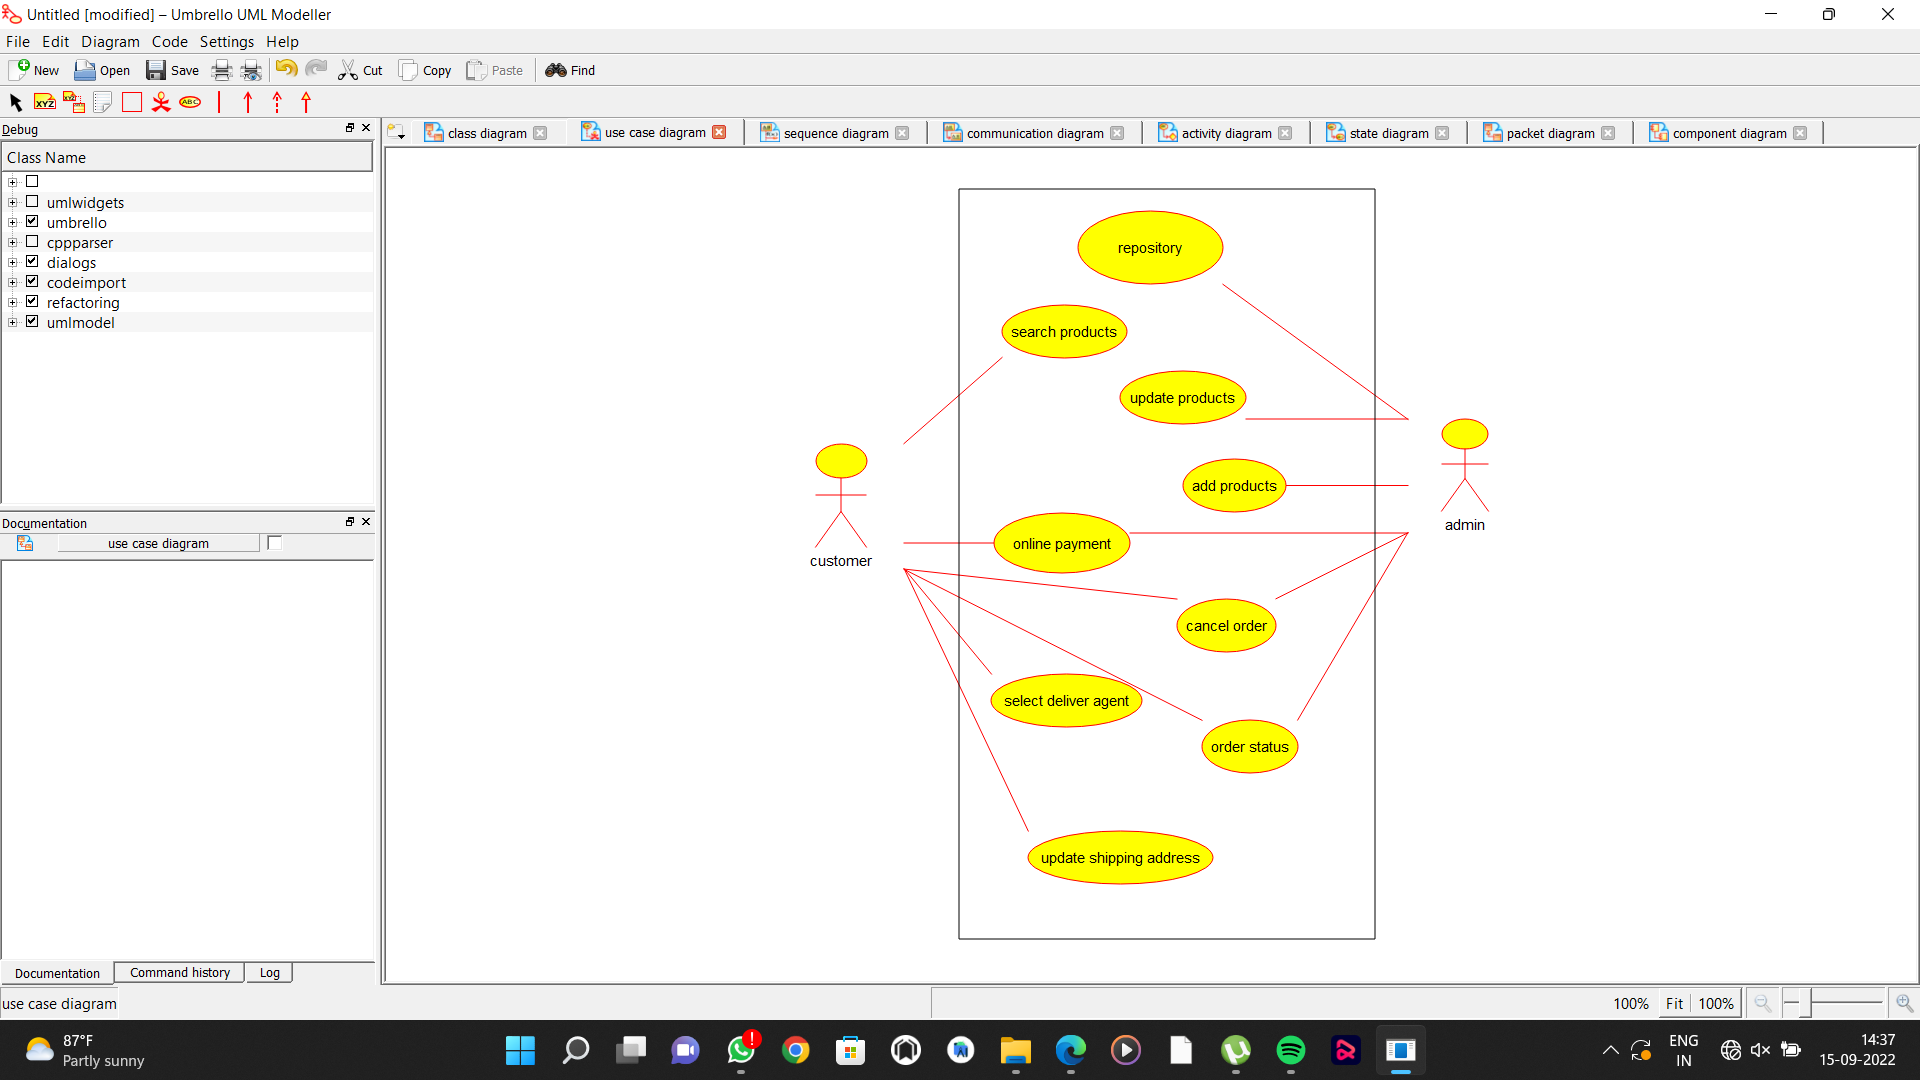 Untitled [modified] – Umbrello UML Modeller
File Edit Diagram Code Settings Help
New Open Save Cut Copy Paste Find
XYZ XYZ ABC
Debug
class diagram use case diagram sequence diagram communication diagram activity diagram state diagram packet diagram component diagram
Class Name
umlwidgets
umbrello
cppparser
dialogs
codeimport
refactoring
umlmodel
Documentation
use case diagram
repository
search products
update products
add products
admin
online payment
customer
cancel order
select deliver agent
order status
update shipping address
Documentation Command history Log
use case diagram
100% Fit 100%
87°F
Partly sunny
!
ENG
IN
14:37
15-09-2022